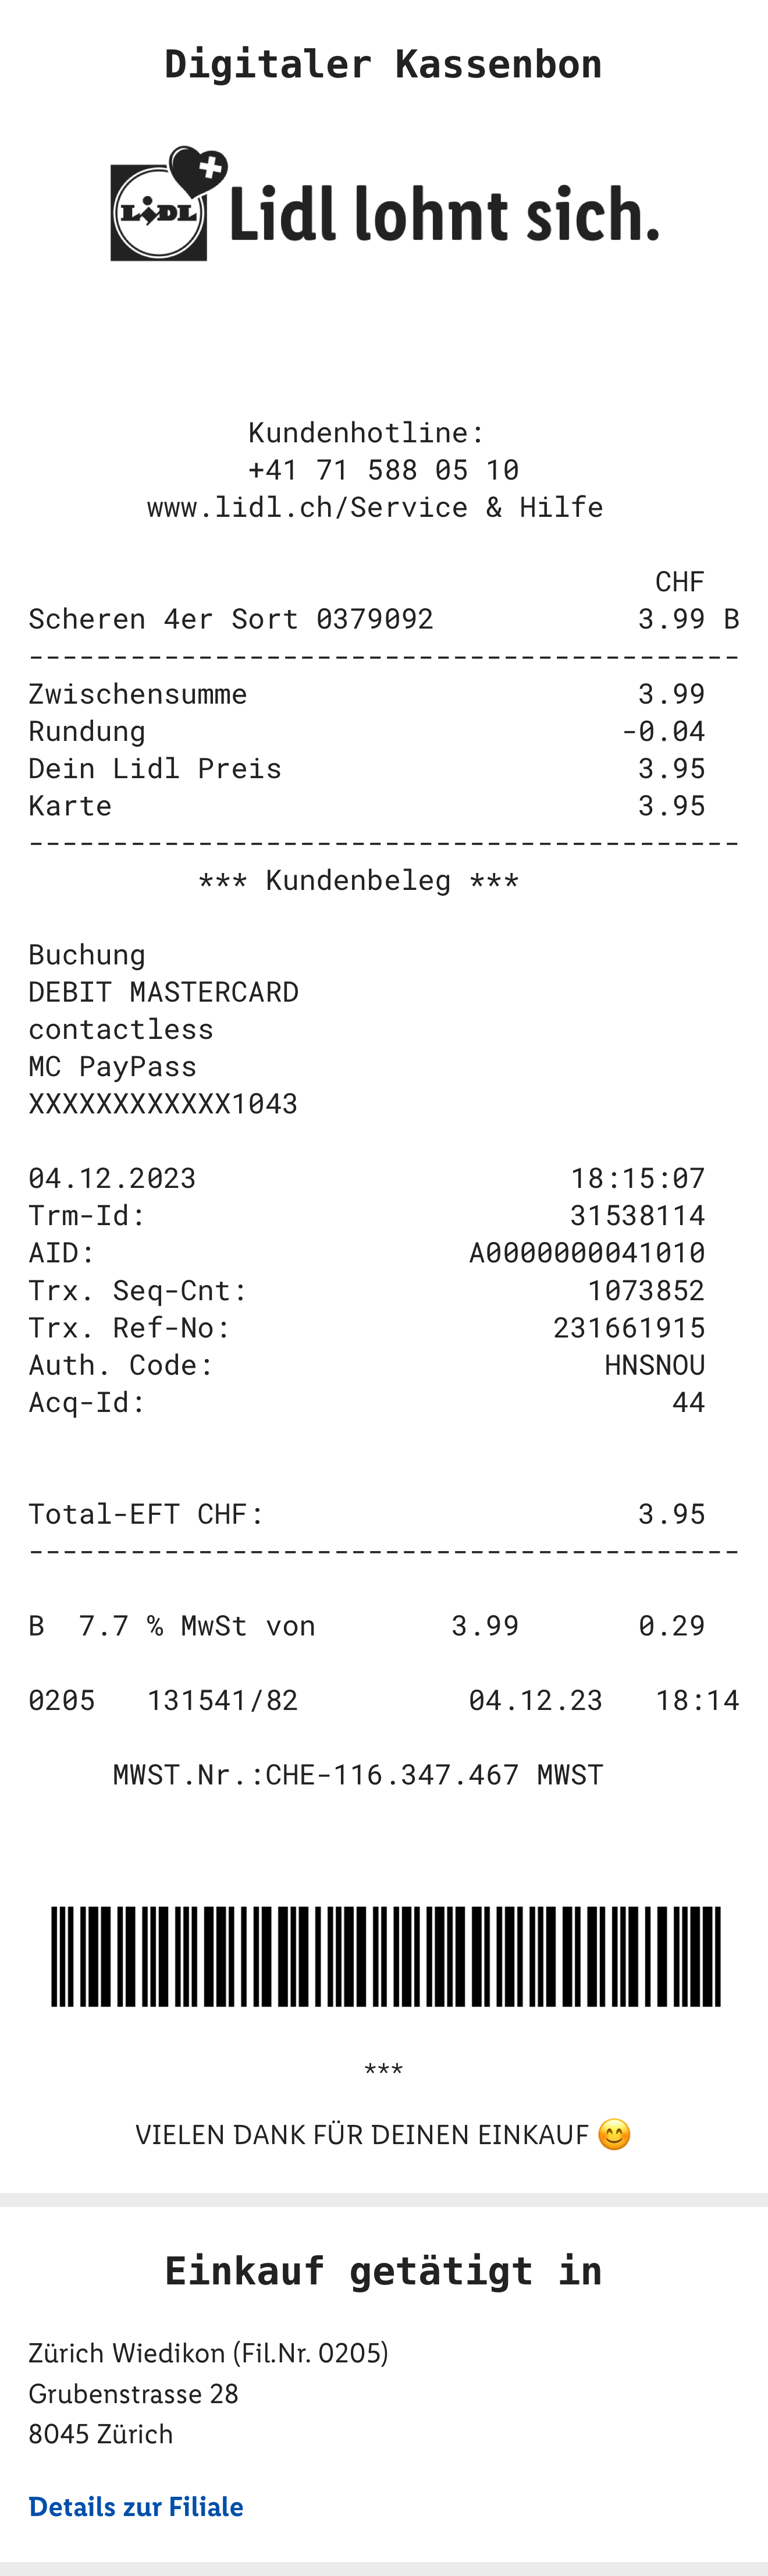 Digitaler Kassenbon
LiDL Lidl lohnt sich.
Kundenhotline:
+41 71 588 05 10
www.lidl.ch/Service & Hilfe
CHF
Scheren 4er Sort 0379092 3.99 B
------------------------------------------
Zwischensumme 3.99
Rundung -0.04
Dein Lidl Preis 3.95
Karte 3.95
------------------------------------------
*** Kundenbeleg ***
Buchung
DEBIT MASTERCARD
contactless
MC PayPass
XXXXXXXXXXXX1043
04.12.2023 18:15:07
Trm-Id: 31538114
AID: A0000000041010
Trx. Seq-Cnt: 1073852
Trx. Ref-No: 231661915
Auth. Code: HNSNOU
Acq-Id: 44
Total-EFT CHF: 3.95
------------------------------------------
B 7.7 % MwSt von 3.99 0.29
0205 131541/82 04.12.23 18:14
MWST.Nr.:CHE-116.347.467 MWST
***
VIELEN DANK FÜR DEINEN EINKAUF 😊
Einkauf getätigt in
Zürich Wiedikon (Fil.Nr. 0205)
Grubenstrasse 28
8045 Zürich
Details zur Filiale